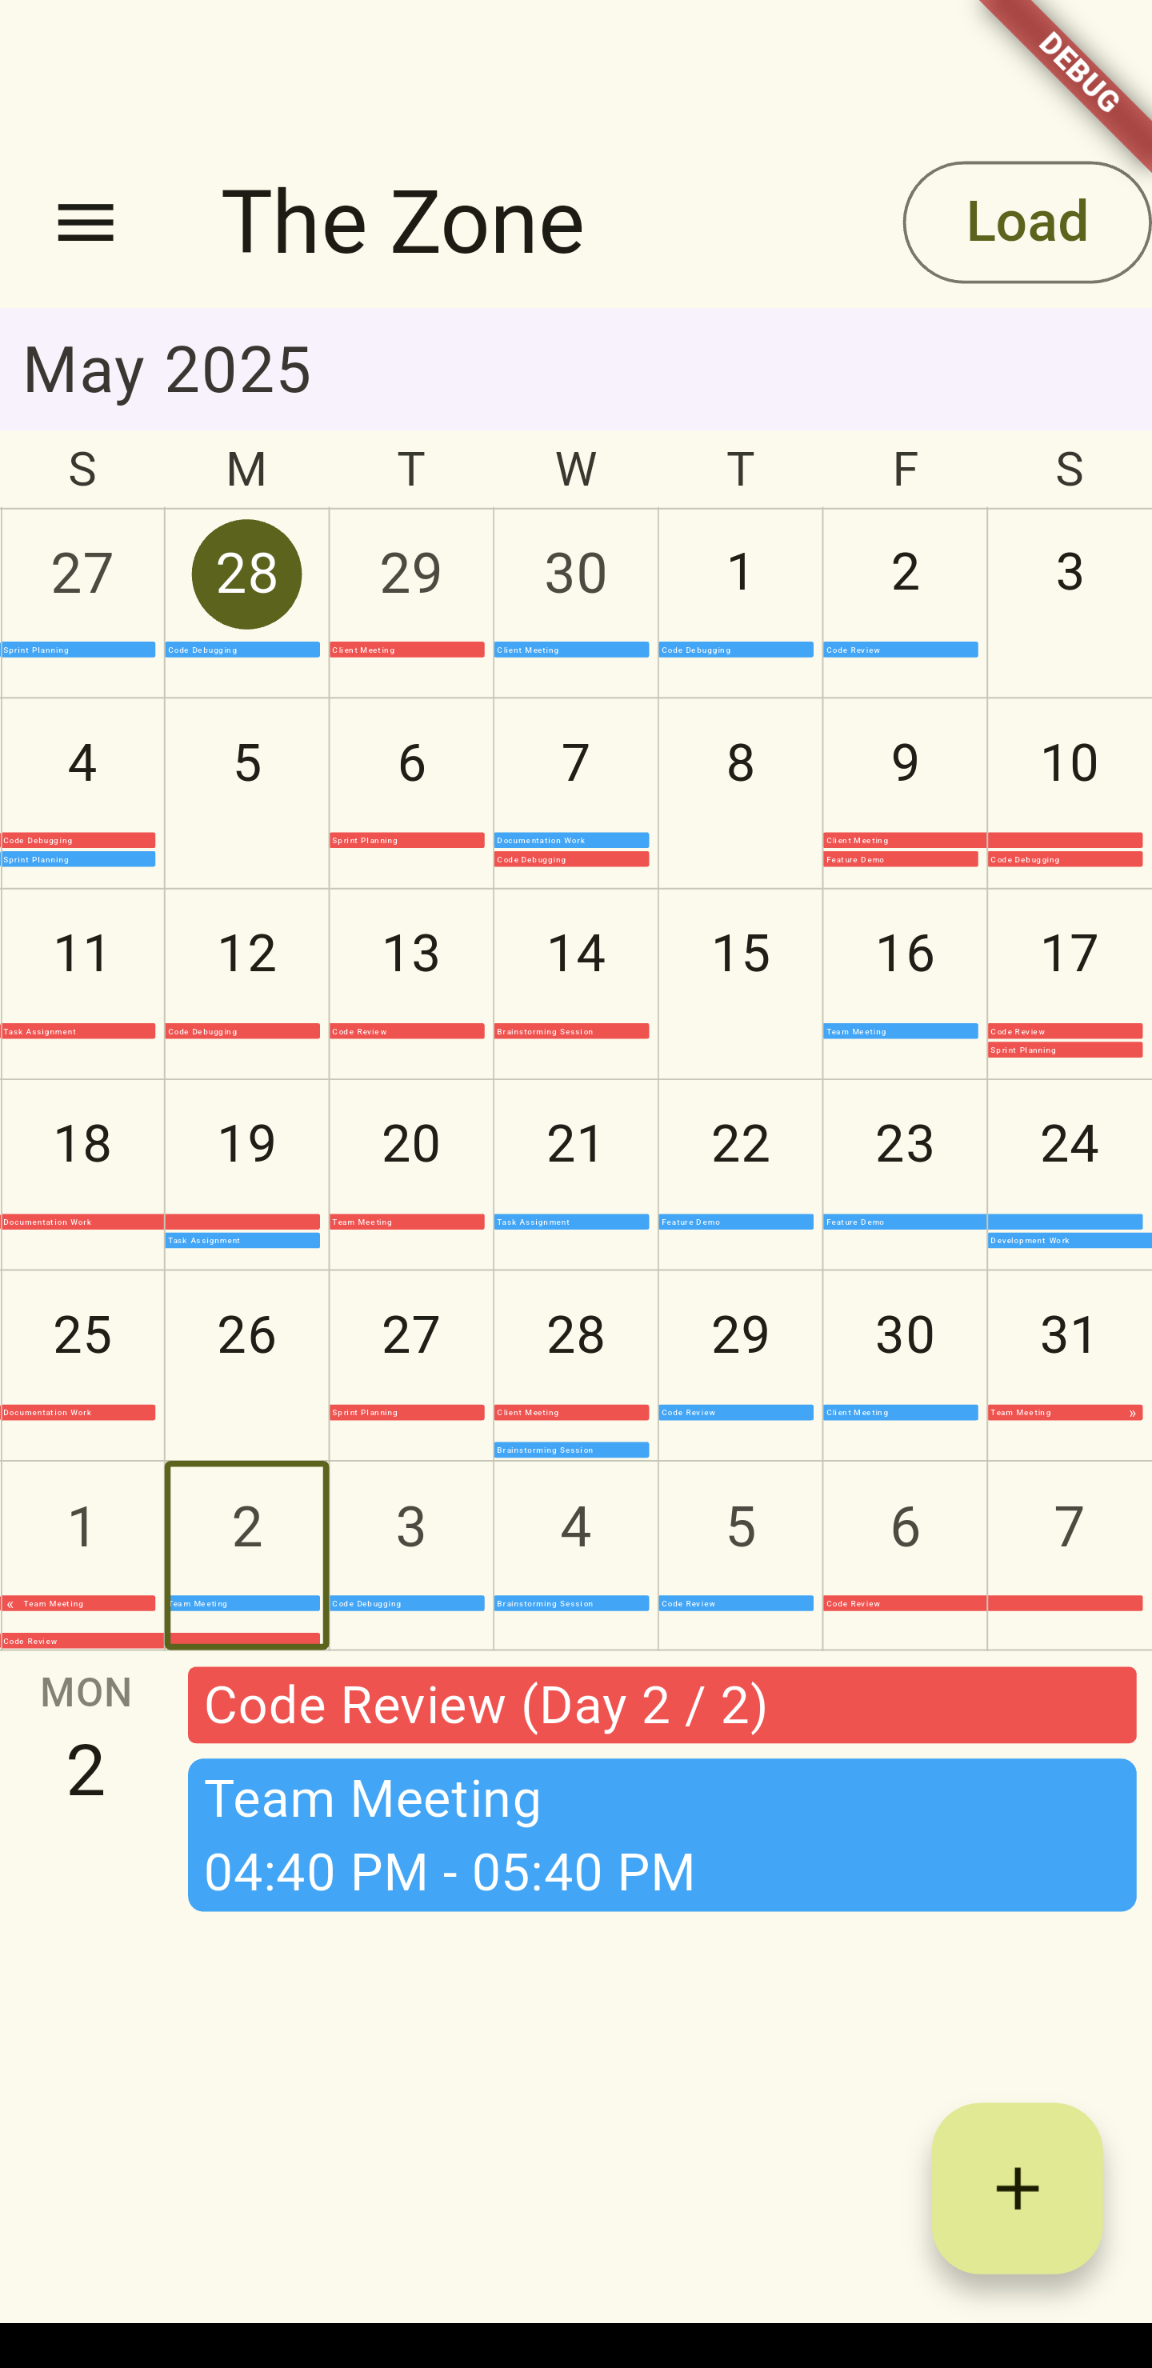 DEBUG
The Zone
Load
May 2025
S M T W T F S
27 28 29 30 1 2 3
Sprint Planning Code Debugging Client Meeting Client Meeting Code Debugging Code Review
4 5 6 7 8 9 10
Code Debugging Sprint Planning Documentation Work Client Meeting
Sprint Planning Code Debugging Feature Demo Code Debugging
11 12 13 14 15 16 17
Task Assignment Code Debugging Code Review Brainstorming Session Team Meeting Code Review
Sprint Planning
18 19 20 21 22 23 24
Documentation Work Team Meeting Task Assignment Feature Demo Feature Demo
Task Assignment Development Work
25 26 27 28 29 30 31
Documentation Work Sprint Planning Client Meeting Code Review Client Meeting Team Meeting »
Brainstorming Session
1 2 3 4 5 6 7
« Team Meeting Team Meeting Code Debugging Brainstorming Session Code Review Code Review
Code Review
MON
2
Code Review (Day 2 / 2)
Team Meeting
04:40 PM - 05:40 PM
+